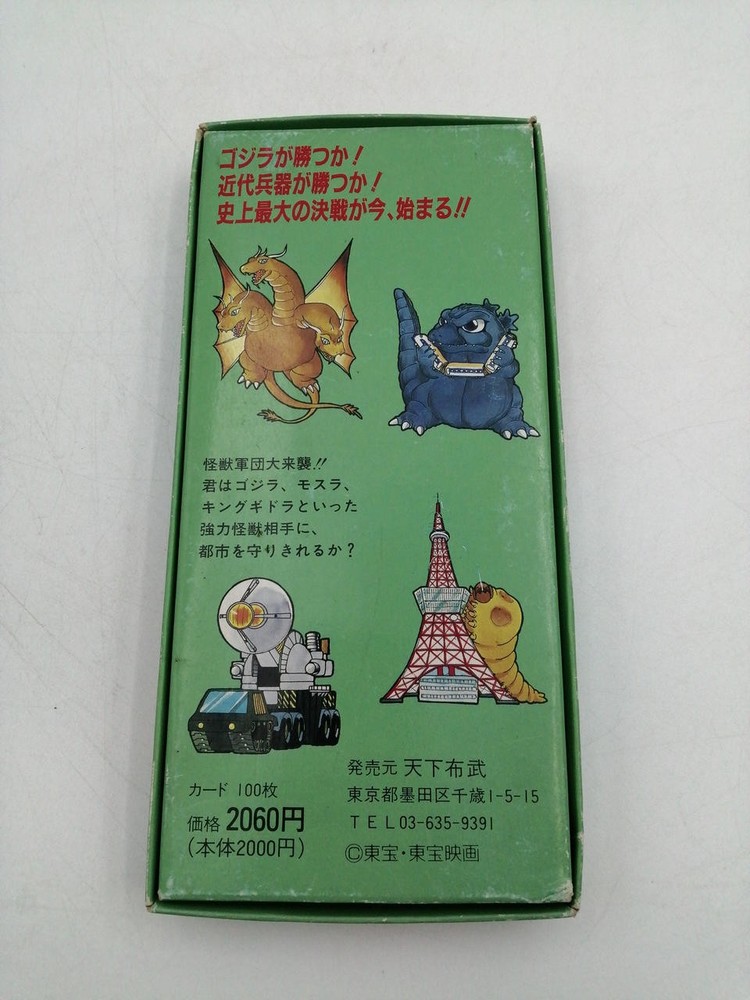 ゴジラが勝つか!
近代兵器が勝つか!
史上最大の決戦が今、始まる!!
怪獣軍団大来襲!!
君はゴジラ、モスラ、
キングギドラといった
強力怪獣相手に、
都市を守りきれるか?
カード 100枚
価格 2060円
(本体2000円)
発売元 天下布武
東京都墨田区千歳1-5-15
TEL03-635-9391
©東宝・東宝映画